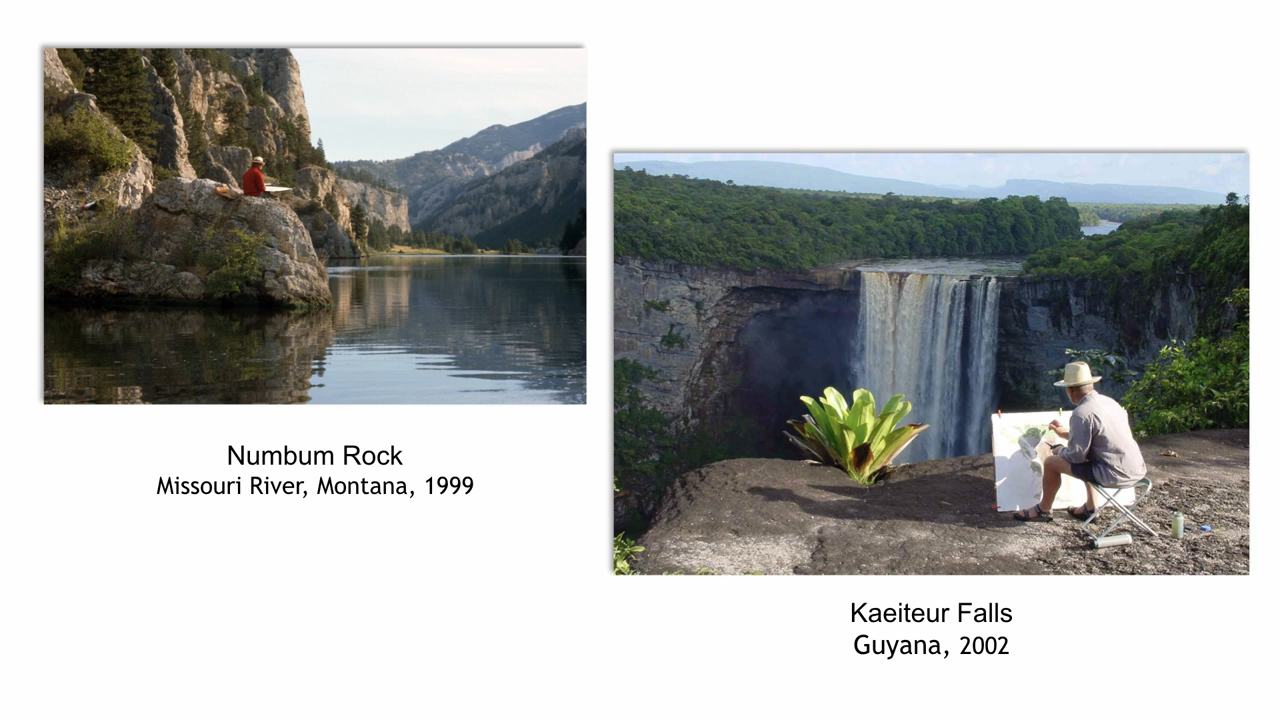 Numbum Rock
Missouri River, Montana, 1999
Kaeiteur Falls
Guyana, 2002